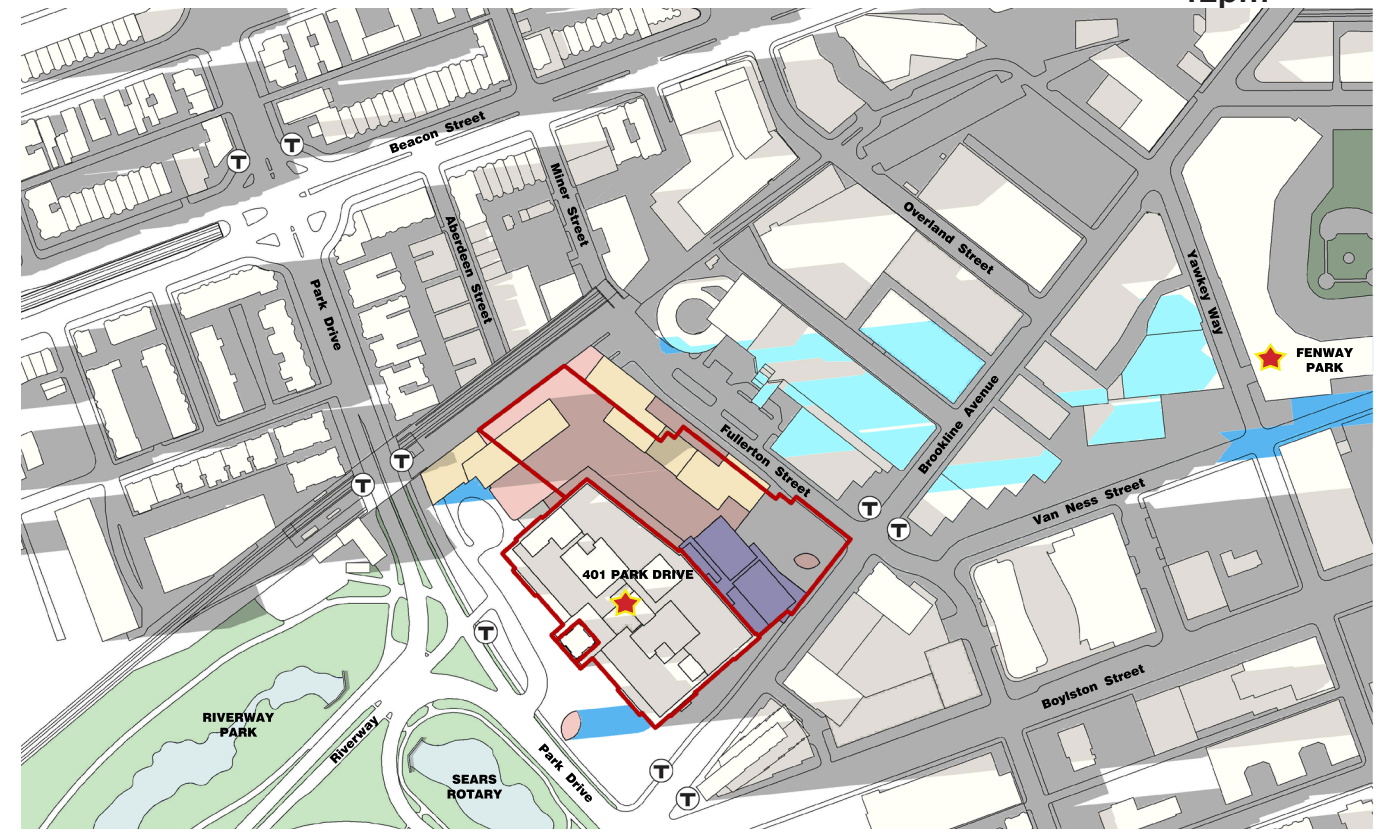 Beacon Street
T
T
Miner Street
Aberdeen Street
Park Drive
Overland Street
Yawkey Way
FENWAY
PARK
Brookline Avenue
Fullerton Street
T
T
T
T
Van Ness Street
401 PARK DRIVE
T
Boylston Street
RIVERWAY
PARK
Riverway
SEARS
ROTARY
Park Drive
T
T